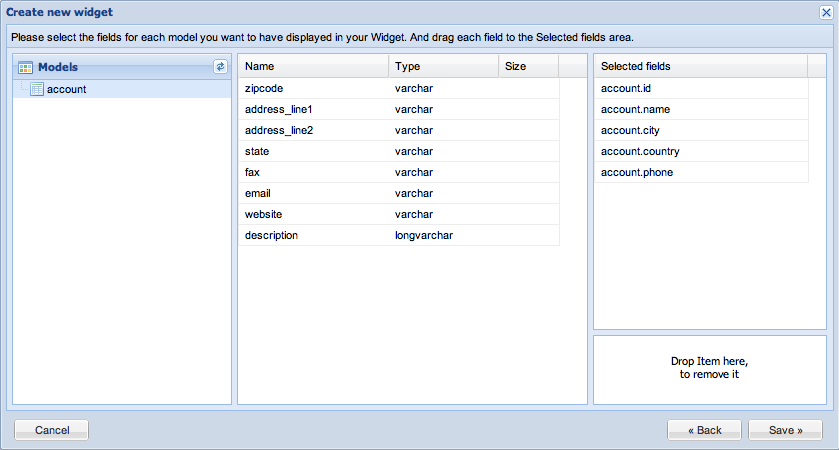 Create new widget
Please select the fields for each model you want to have displayed in your Widget. And drag each field to the Selected fields area.
Models
account
Name Type Size
zipcode varchar
address_line1 varchar
address_line2 varchar
state varchar
fax varchar
email varchar
website varchar
description longvarchar
Selected fields
account.id
account.name
account.city
account.country
account.phone
Drop Item here,
to remove it
Cancel
« Back
Save »